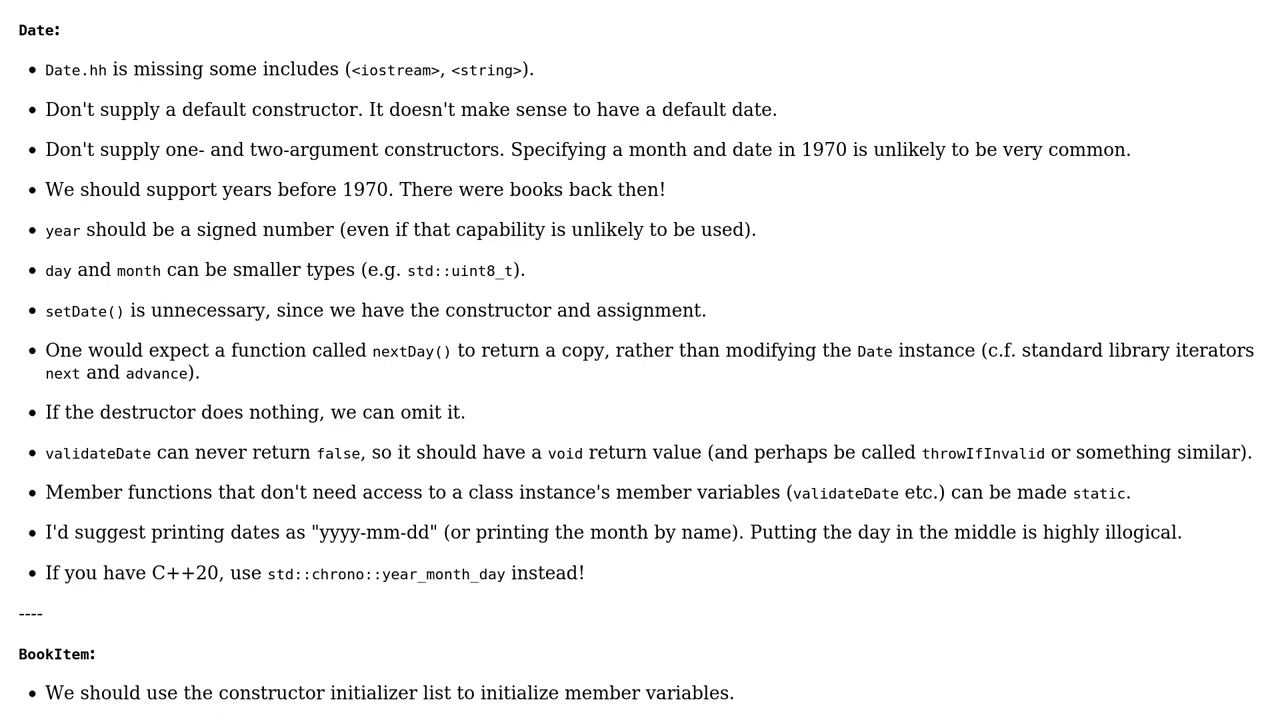 Date:
• Date.hh is missing some includes (<iostream>, <string>).
• Don't supply a default constructor. It doesn't make sense to have a default date.
• Don't supply one- and two-argument constructors. Specifying a month and date in 1970 is unlikely to be very common.
• We should support years before 1970. There were books back then!
• year should be a signed number (even if that capability is unlikely to be used).
• day and month can be smaller types (e.g. std::uint8_t).
• setDate() is unnecessary, since we have the constructor and assignment.
• One would expect a function called nextDay() to return a copy, rather than modifying the Date instance (c.f. standard library iterators
next and advance).
• If the destructor does nothing, we can omit it.
• validateDate can never return false, so it should have a void return value (and perhaps be called throwIfInvalid or something similar).
• Member functions that don't need access to a class instance's member variables (validateDate etc.) can be made static.
• I'd suggest printing dates as "yyyy-mm-dd" (or printing the month by name). Putting the day in the middle is highly illogical.
• If you have C++20, use std::chrono::year_month_day instead!
----
BookItem:
• We should use the constructor initializer list to initialize member variables.